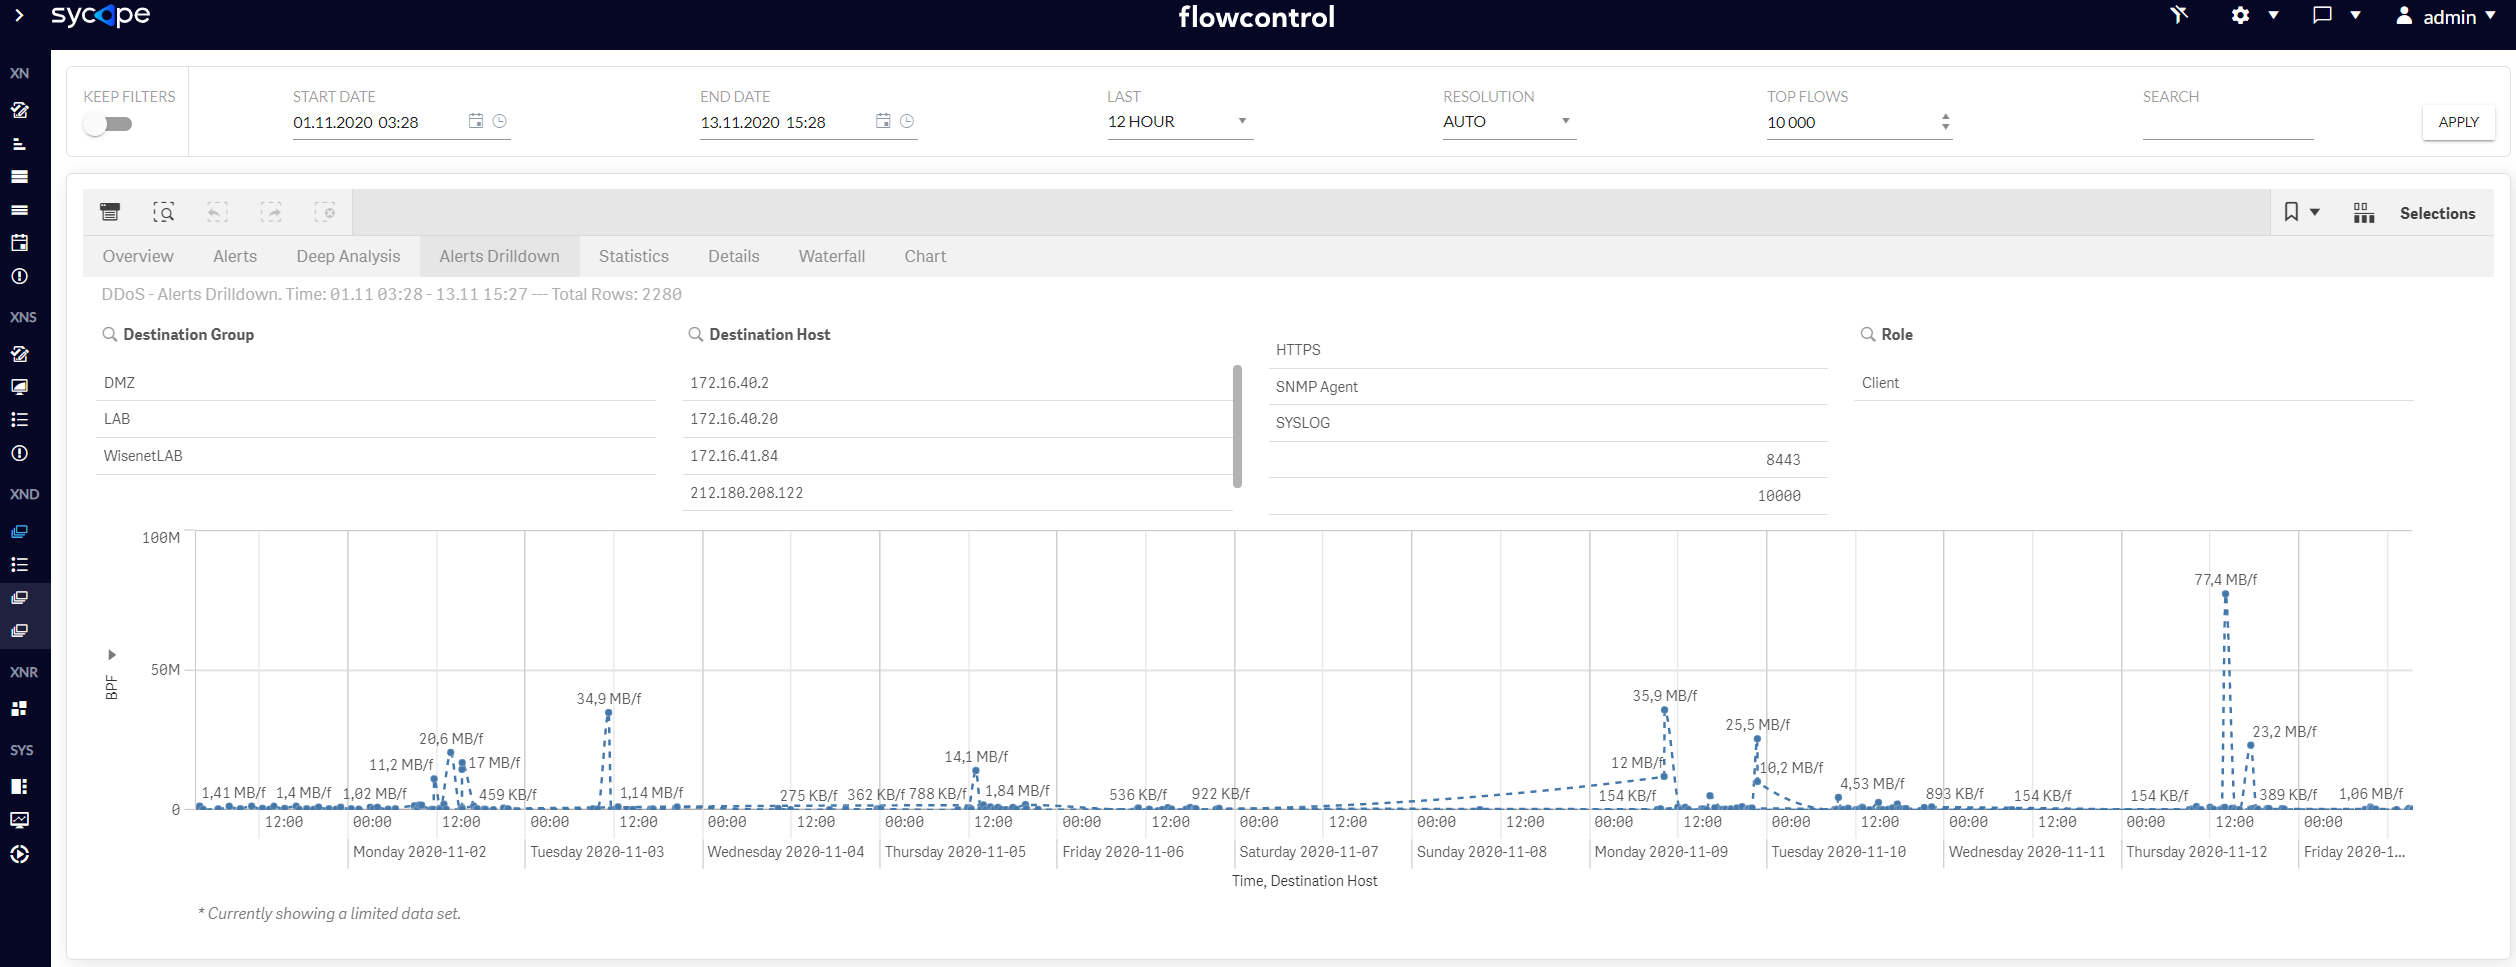 sycope
flowcontrol
admin
XN
XNS
XND
XNR
SYS
KEEP FILTERS
START DATE
01.11.2020 03:28
END DATE
13.11.2020 15:28
LAST
12 HOUR
RESOLUTION
AUTO
TOP FLOWS
10 000
SEARCH
APPLY
Selections
Overview Alerts Deep Analysis Alerts Drilldown Statistics Details Waterfall Chart
DDoS - Alerts Drilldown. Time: 01.11 03:28 - 13.11 15:27 --- Total Rows: 2280
Destination Group
DMZ
LAB
WisenetLAB
Destination Host
172.16.40.2
172.16.40.20
172.16.41.84
212.180.208.122
HTTPS
SNMP Agent
SYSLOG
8443
10000
Role
Client
100M
50M
0
BPF
77,4 MB/f
34,9 MB/f
35,9 MB/f
20,6 MB/f
25,5 MB/f
23,2 MB/f
11,2 MB/f
17 MB/f
14,1 MB/f
12 MB/f
10,2 MB/f
1,41 MB/f 1,4 MB/f 1,02 MB/f 459 KB/f 1,14 MB/f 275 KB/f 362 KB/f 788 KB/f 1,84 MB/f 536 KB/f 922 KB/f 154 KB/f 4,53 MB/f 893 KB/f 154 KB/f 154 KB/f 389 KB/f 1,06 MB/f
12:00 00:00 12:00 00:00 12:00 00:00 12:00 00:00 12:00 00:00 12:00 00:00 12:00 00:00 12:00 00:00 12:00 00:00 12:00 00:00 12:00 00:00 12:00 00:00
Monday 2020-11-02 Tuesday 2020-11-03 Wednesday 2020-11-04 Thursday 2020-11-05 Friday 2020-11-06 Saturday 2020-11-07 Sunday 2020-11-08 Monday 2020-11-09 Tuesday 2020-11-10 Wednesday 2020-11-11 Thursday 2020-11-12 Friday 2020-1...
Time, Destination Host
* Currently showing a limited data set.